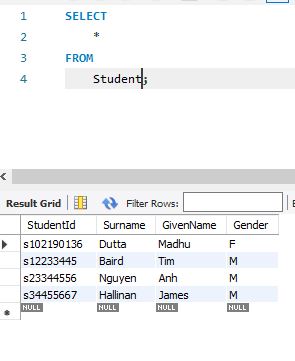 1 SELECT
2 *
3 FROM
4 Student;
Result Grid Filter Rows:
StudentId Surname GivenName Gender
s102190136 Dutta Madhu F
s12233445 Baird Tim M
s23344556 Nguyen Anh M
s34455667 Hallinan James M
NULL NULL NULL NULL